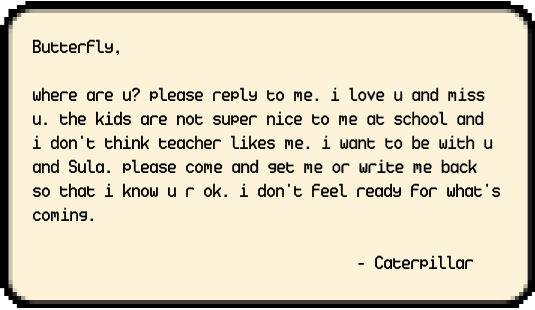 Butterfly,
where are u? please reply to me. i love u and miss
u. the kids are not super nice to me at school and
i don't think teacher likes me. i want to be with u
and Sula. please come and get me or write me back
so that i know u r ok. i don't feel ready for what's
coming.
- Caterpillar